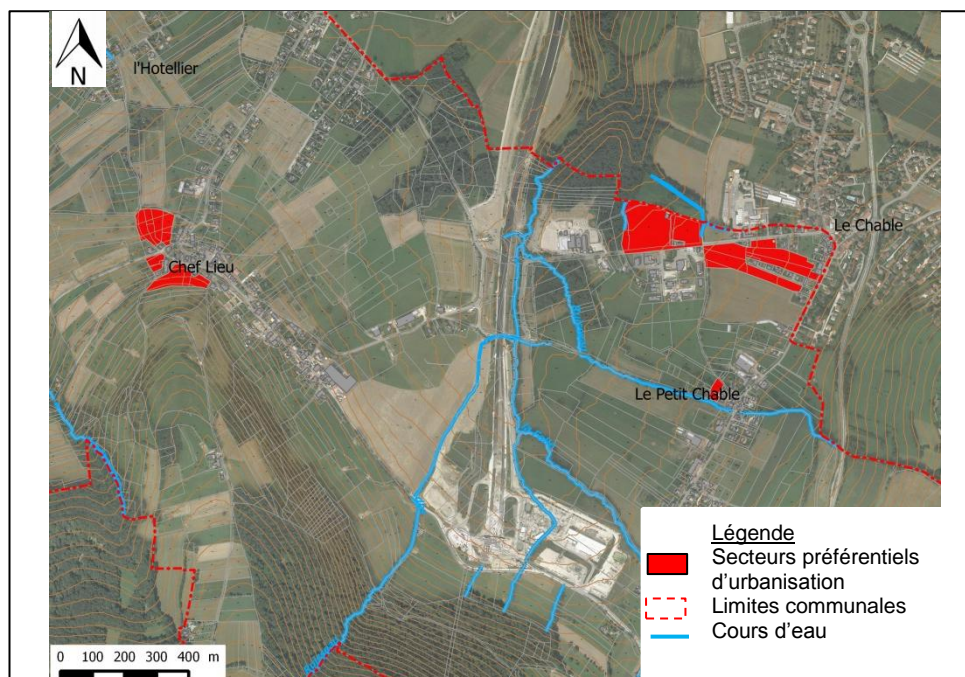 N
l'Hotellier
Le Chable
Chef Lieu
Le Petit Chable
Légende
Secteurs préférentiels
d'urbanisation
Limites communales
Cours d'eau
0 100 200 300 400 m